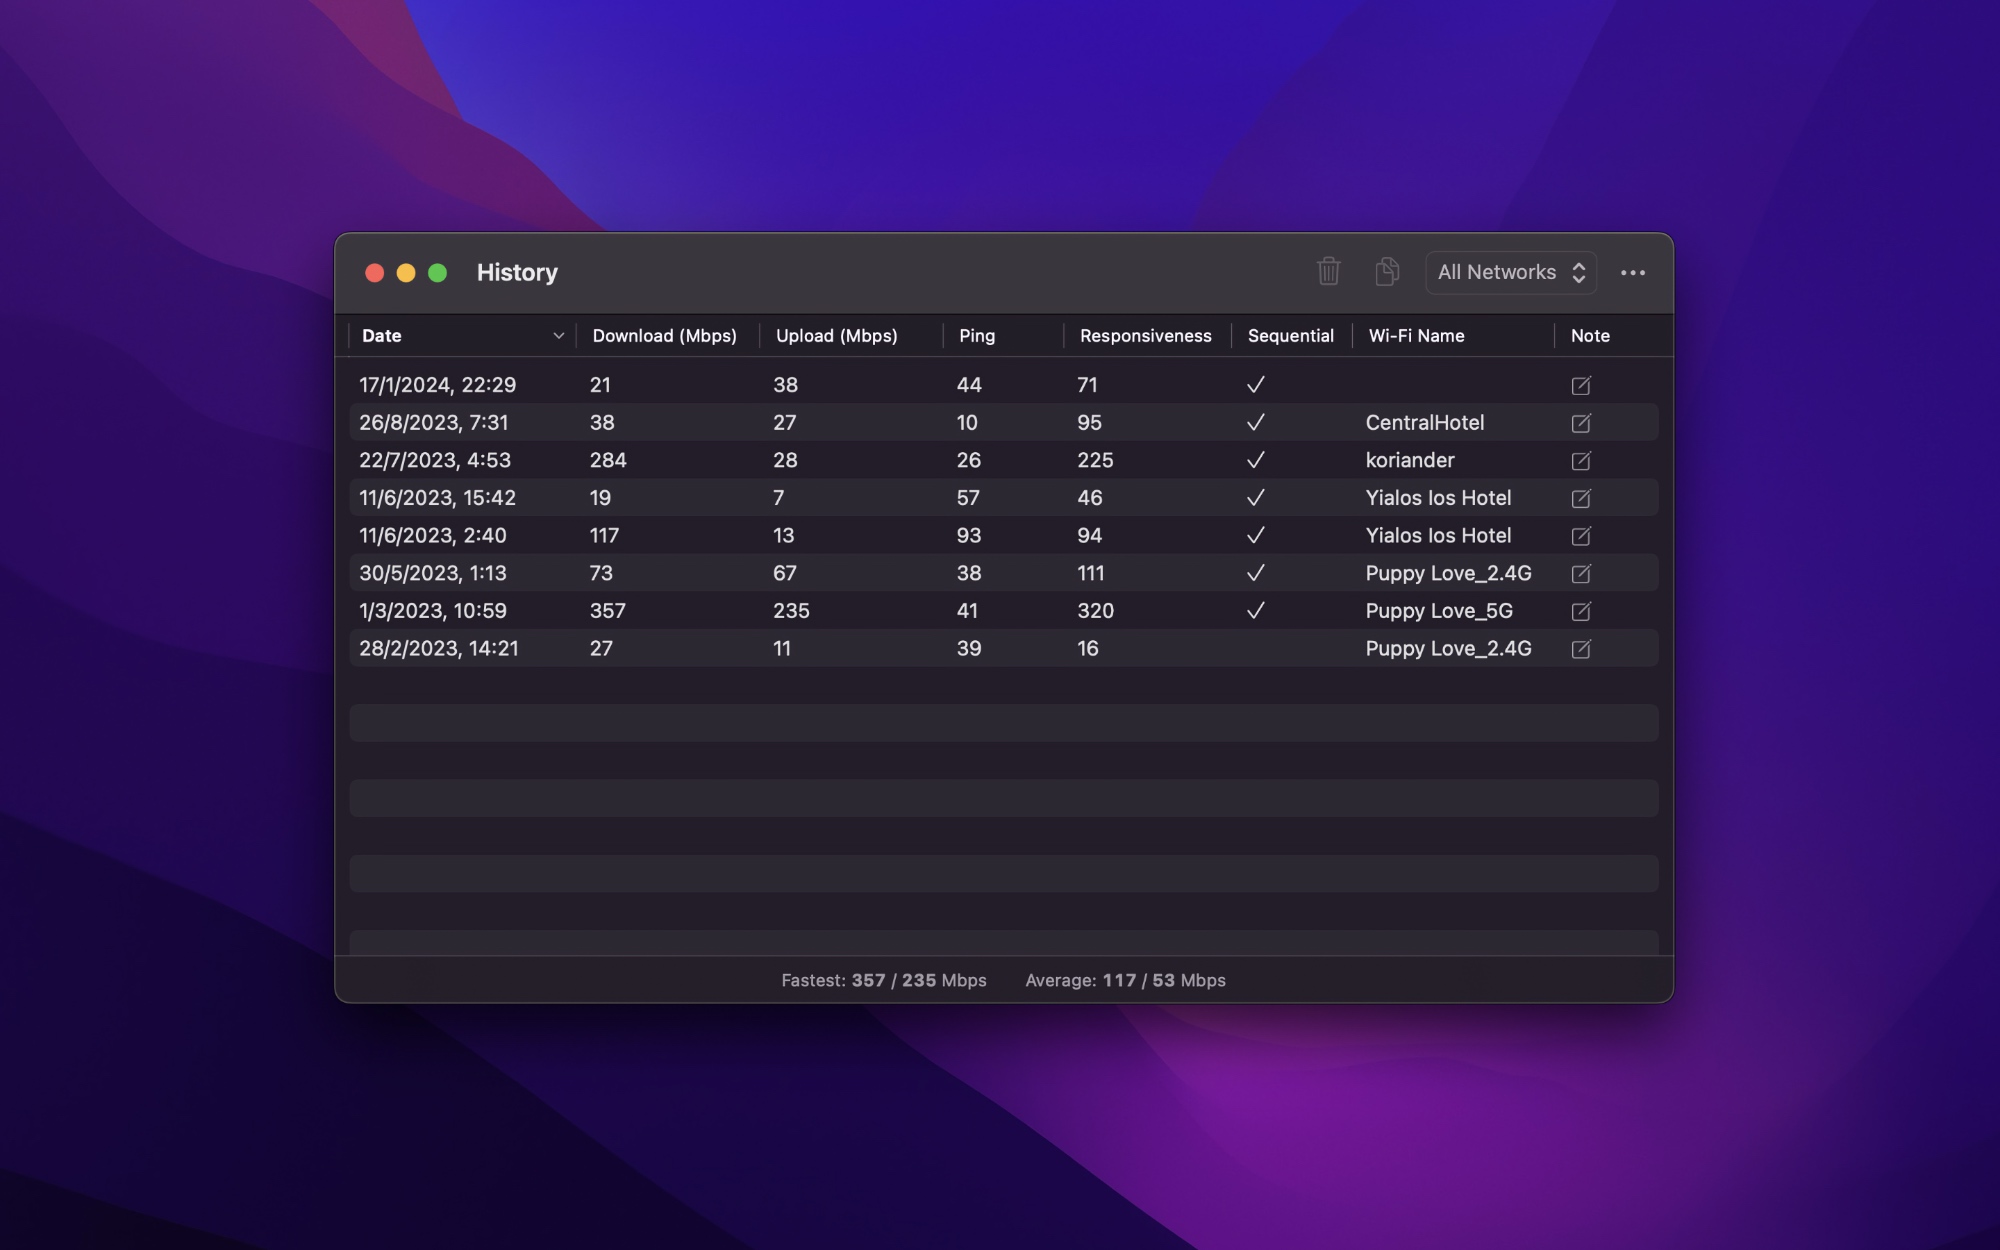 History
All Networks
Date Download (Mbps) Upload (Mbps) Ping Responsiveness Sequential Wi-Fi Name Note
17/1/2024, 22:29 21 38 44 71 ✓
26/8/2023, 7:31 38 27 10 95 ✓ CentralHotel
22/7/2023, 4:53 284 28 26 225 ✓ koriander
11/6/2023, 15:42 19 7 57 46 ✓ Yialos Ios Hotel
11/6/2023, 2:40 117 13 93 94 ✓ Yialos Ios Hotel
30/5/2023, 1:13 73 67 38 111 ✓ Puppy Love_2.4G
1/3/2023, 10:59 357 235 41 320 ✓ Puppy Love_5G
28/2/2023, 14:21 27 11 39 16 Puppy Love_2.4G
Fastest: 357 / 235 Mbps Average: 117 / 53 Mbps